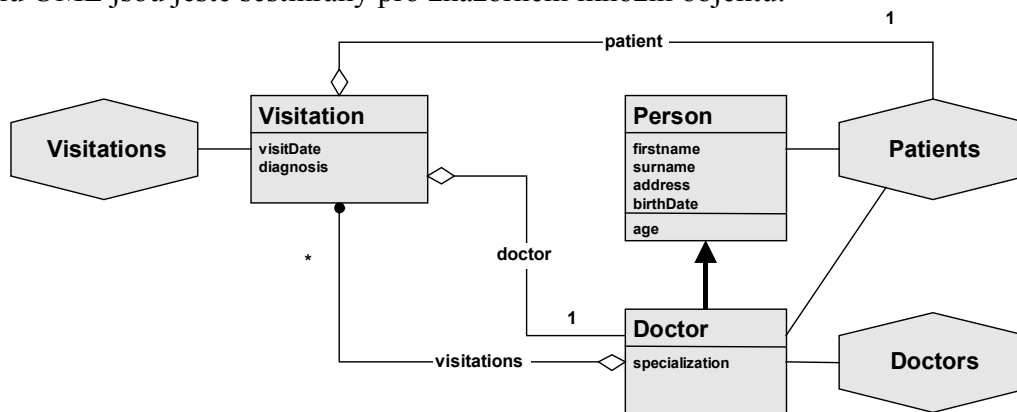 UML jsou ještě šestihrany pro znázornění množin objektů.
1
patient
Visitation
Person
Visitations
visitDate
diagnosis
firstname
surname
address
birthDate
Patients
age
*
doctor
1
Doctor
visitations
specialization
Doctors